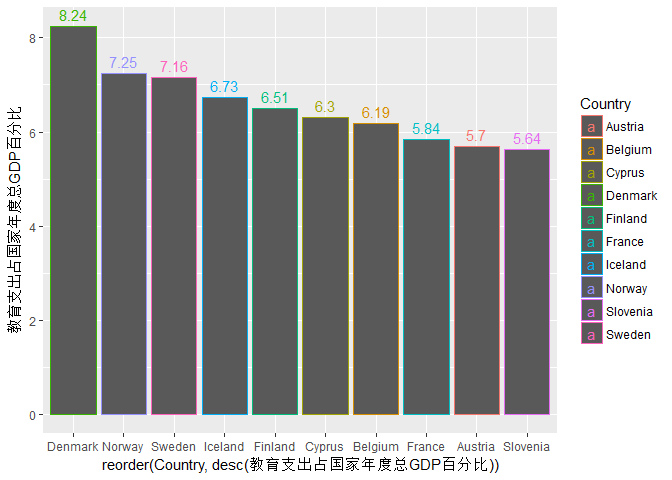 教育支出占国家年度总GDP百分比
8
6
4
2
0
8.24
7.25
7.16
6.73
6.51
6.3
6.19
5.84
5.7
5.64
Denmark Norway Sweden Iceland Finland Cyprus Belgium France Austria Slovenia
reorder(Country, desc(教育支出占国家年度总GDP百分比))
Country
a Austria
a Belgium
a Cyprus
a Denmark
a Finland
a France
a Iceland
a Norway
a Slovenia
a Sweden